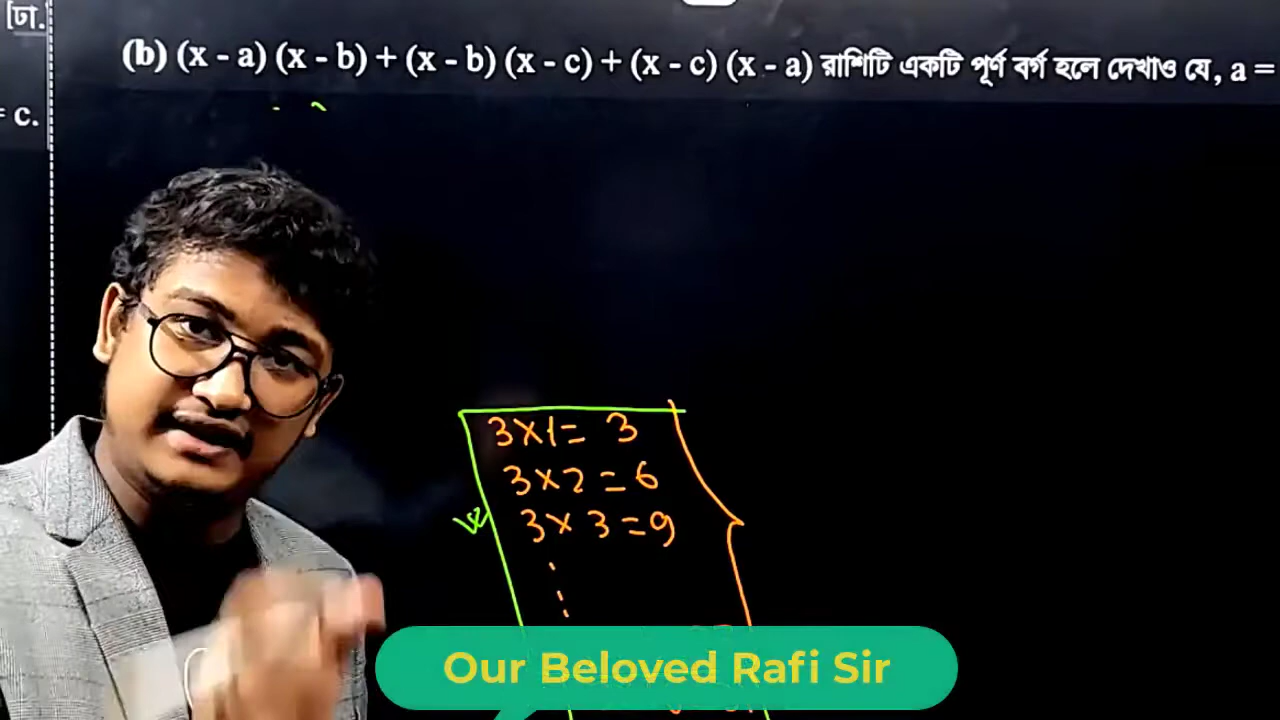 [ঢা.
(b) (x - a) (x - b) + (x - b) (x - c) + (x - c) (x - a) রাশিটি একটি পূর্ণ বর্গ হলে দেখাও যে, a =
= c.
3×1= 3
3×2=6
3×3=9
Our Beloved Rafi Sir